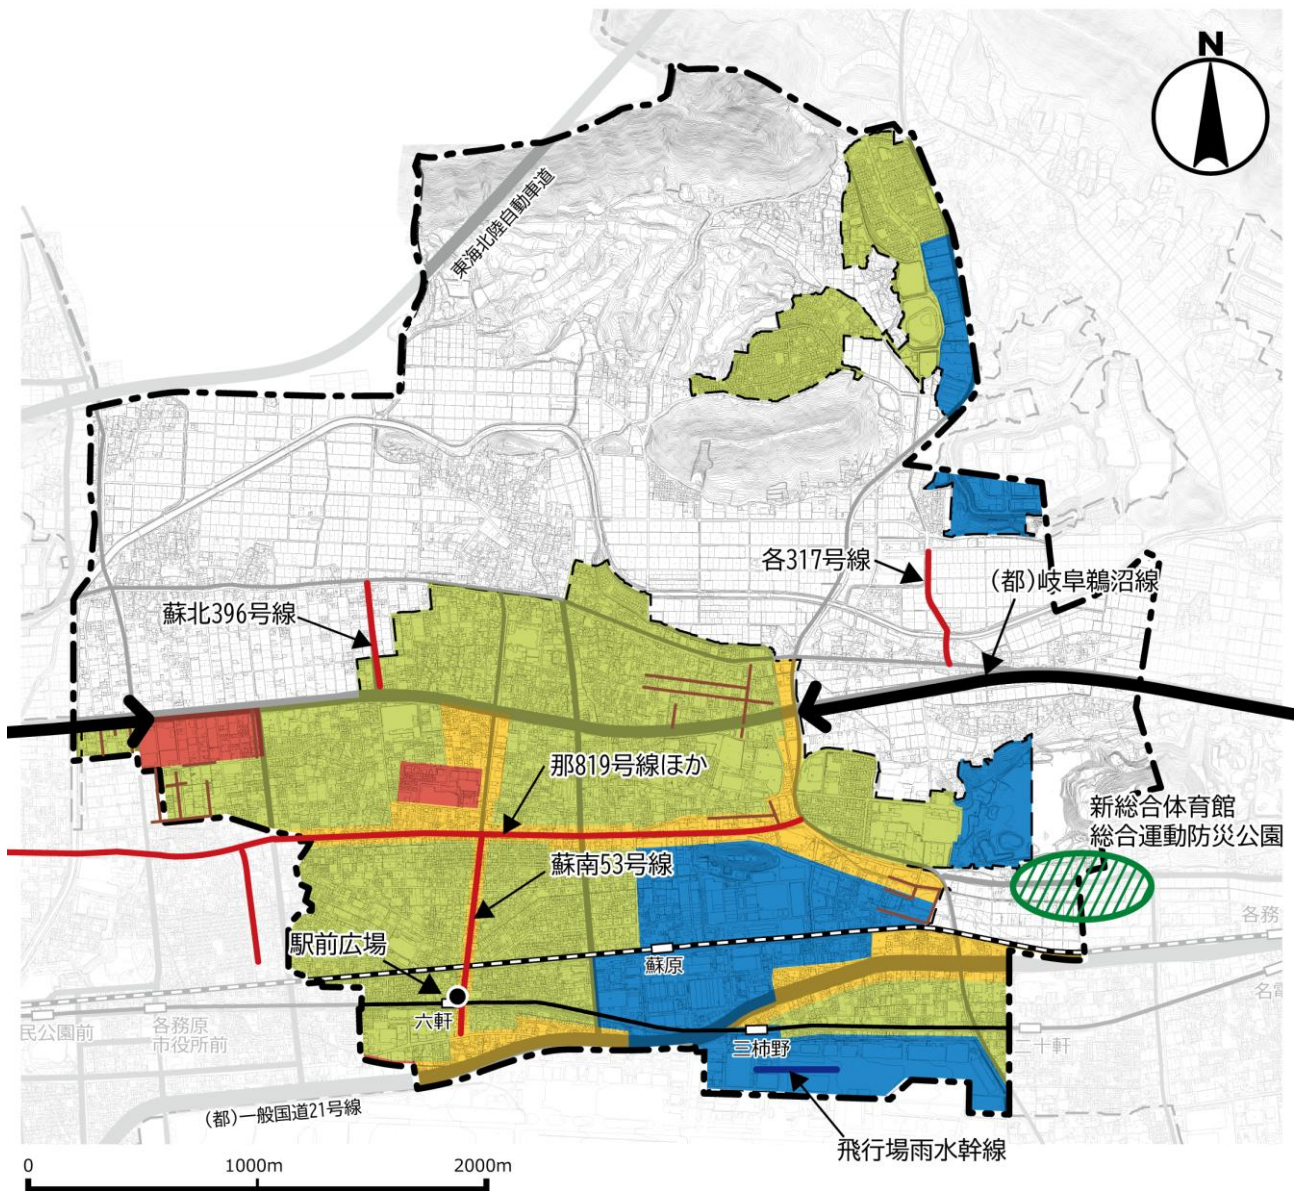 N
東海北陸自動車道
各317号線
(都)岐阜鵜沼線
蘇北396号線
那819号線ほか
新総合体育館
総合運動防災公園
蘇南53号線
駅前広場
各務
蘇原
六軒
名電
民公園前
各務原
市役所前
三柿野
二十軒
(都)一般国道21号線
飛行場雨水幹線
0
1000m
2000m